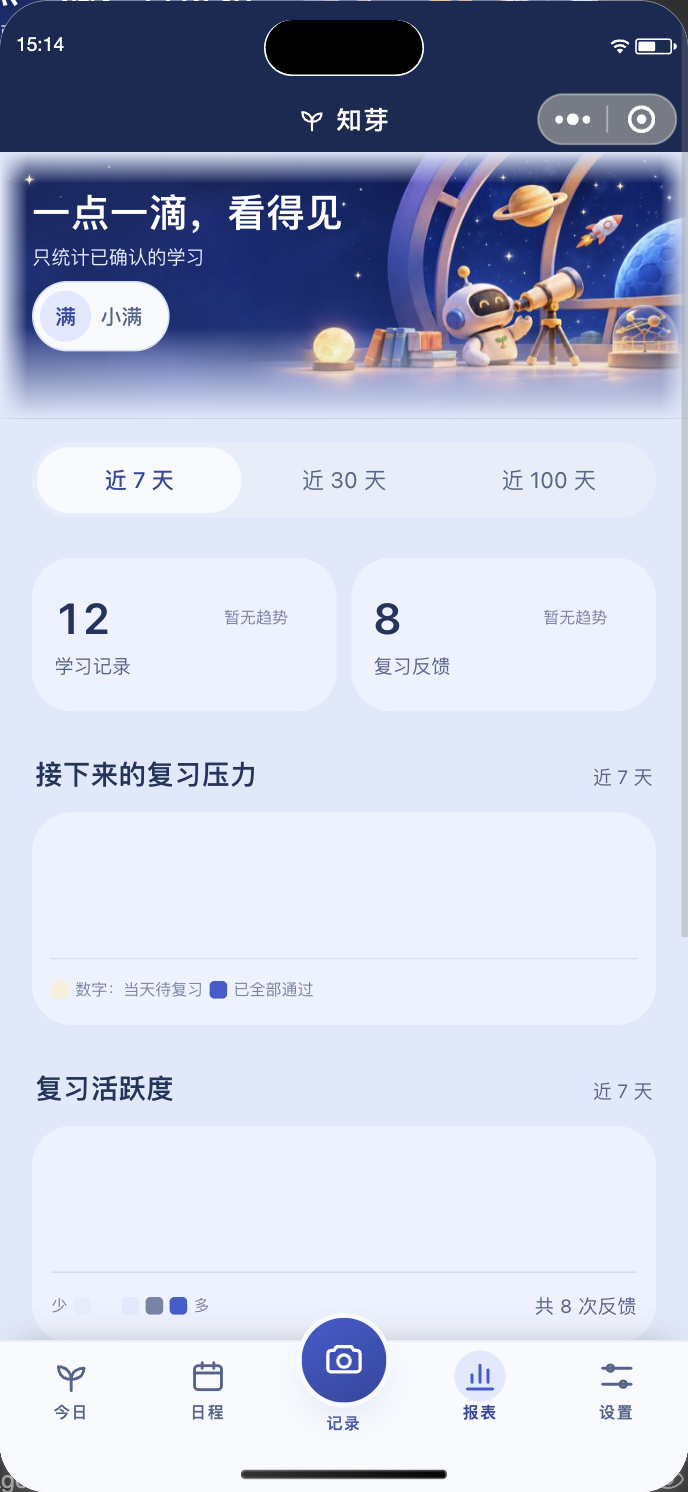 15:14
知芽
一点一滴，看得见
只统计已确认的学习
满 小满
近 7 天 近 30 天 近 100 天
12 暂无趋势
学习记录
8 暂无趋势
复习反馈
接下来的复习压力 近 7 天
数字：当天待复习 已全部通过
复习活跃度 近 7 天
少 多 共 8 次反馈
今日 日程 记录 报表 设置